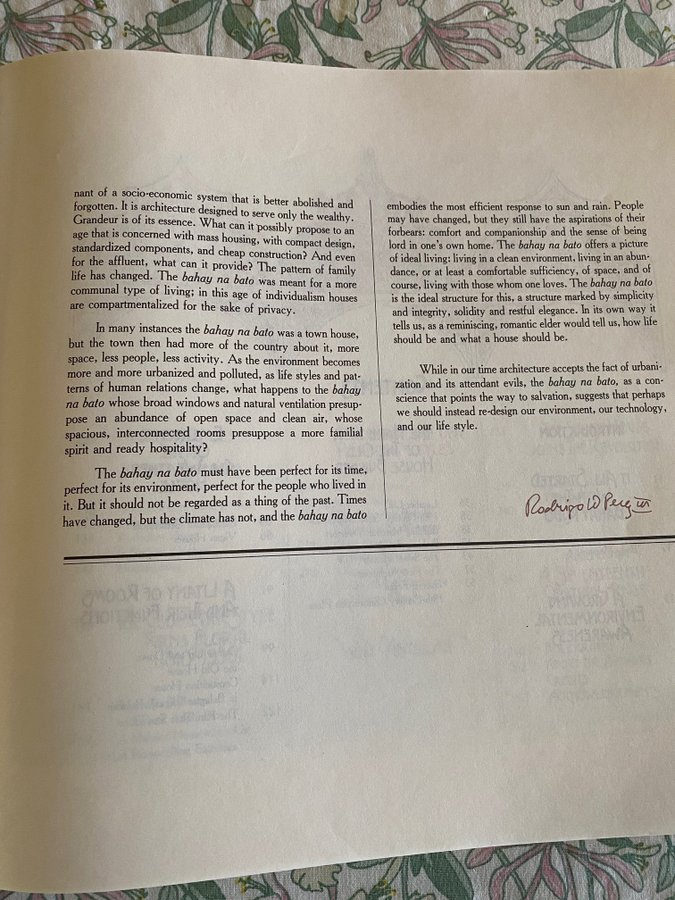 nant of a socio-economic system that is better abolished and
forgotten. It is architecture designed to serve only the wealthy.
Grandeur is of its essence. What can it possibly propose to an
age that is concerned with mass housing, with compact design,
standardized components, and cheap construction? And even
for the affluent, what can it provide? The pattern of family
life has changed. The bahay na bato was meant for a more
communal type of living; in this age of individualism houses
are compartmentalized for the sake of privacy.
In many instances the bahay na bato was a town house,
but the town then had more of the country about it, more
space, less people, less activity. As the environment becomes
more and more urbanized and polluted, as life styles and pat-
terns of human relations change, what happens to the bahay
na bato whose broad windows and natural ventilation presup-
pose an abundance of open space and clean air, whose
spacious, interconnected rooms presuppose a more familial
spirit and ready hospitality?
The bahay na bato must have been perfect for its time,
perfect for its environment, perfect for the people who lived in
it. But it should not be regarded as a thing of the past. Times
have changed, but the climate has not, and the bahay na bato
embodies the most efficient response to sun and rain. People
may have changed, but they still have the aspirations of their
forbears: comfort and companionship and the sense of being
lord in one's own home. The bahay na bato offers a picture
of ideal living: living in a clean environment, living in an abun-
dance, or at least a comfortable sufficiency, of space, and of
course, living with those whom one loves. The bahay na bato
is the ideal structure for this, a structure marked by simplicity
and integrity, solidity and restful elegance. In its own way it
tells us, as a reminiscing, romantic elder would tell us, how life
should be and what a house should be.
While in our time architecture accepts the fact of urbani-
zation and its attendant evils, the bahay na bato, as a con-
science that points the way to salvation, suggests that perhaps
we should instead re-design our environment, our technology,
and our life style.
Rodrigo D Perez III